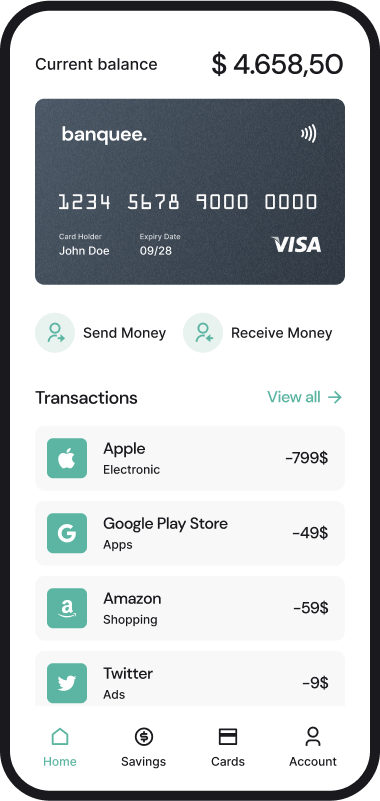 Current balance
$ 4.658,50
banquee.
1234 5678 9000 0000
Card Holder
John Doe
Expiry Date
09/28
VISA
Send Money
Receive Money
Transactions
View all
Apple
Electronic
-799$
Google Play Store
Apps
-49$
Amazon
Shopping
-59$
Twitter
Ads
-9$
Home
Savings
Cards
Account